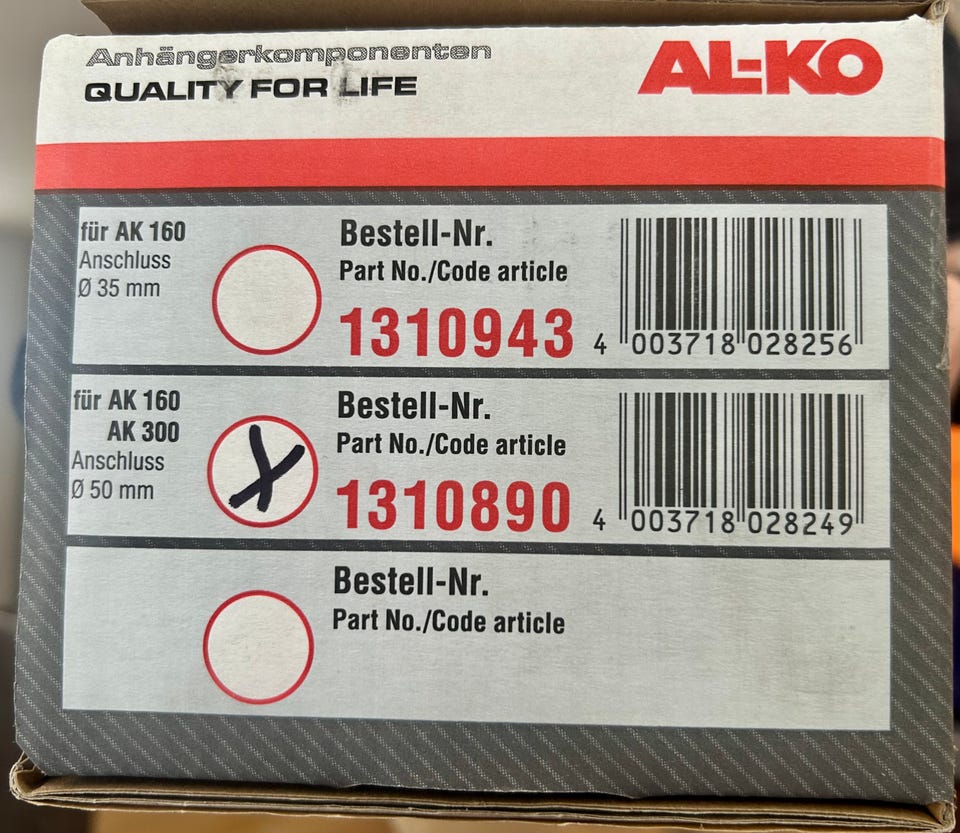 Anhängerkomponenten
QUALITY FOR LIFE
AL-KO
für AK 160
Anschluss
Ø 35 mm
Bestell-Nr.
Part No./Code article
1310943
4 003718 028256
für AK 160
AK 300
Anschluss
Ø 50 mm
X
Bestell-Nr.
Part No./Code article
1310890
4 003718 028249
Bestell-Nr.
Part No./Code article